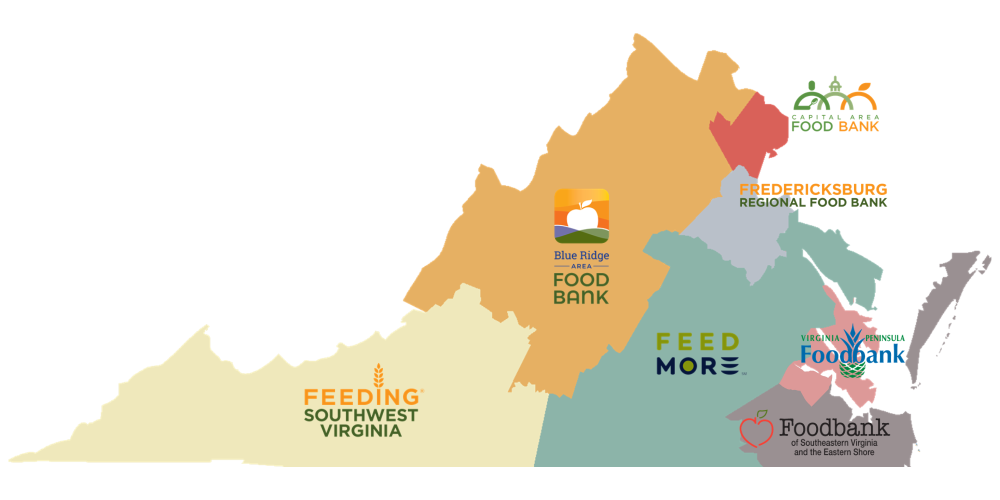 CAPITAL AREA
FOOD BANK
FREDERICKSBURG
REGIONAL FOOD BANK
Blue Ridge
AREA
FOOD
BANK
FEED
MORE SM
VIRGINIA PENINSULA
Foodbank
FEEDING®
SOUTHWEST
VIRGINIA
Foodbank
of Southeastern Virginia
and the Eastern Shore